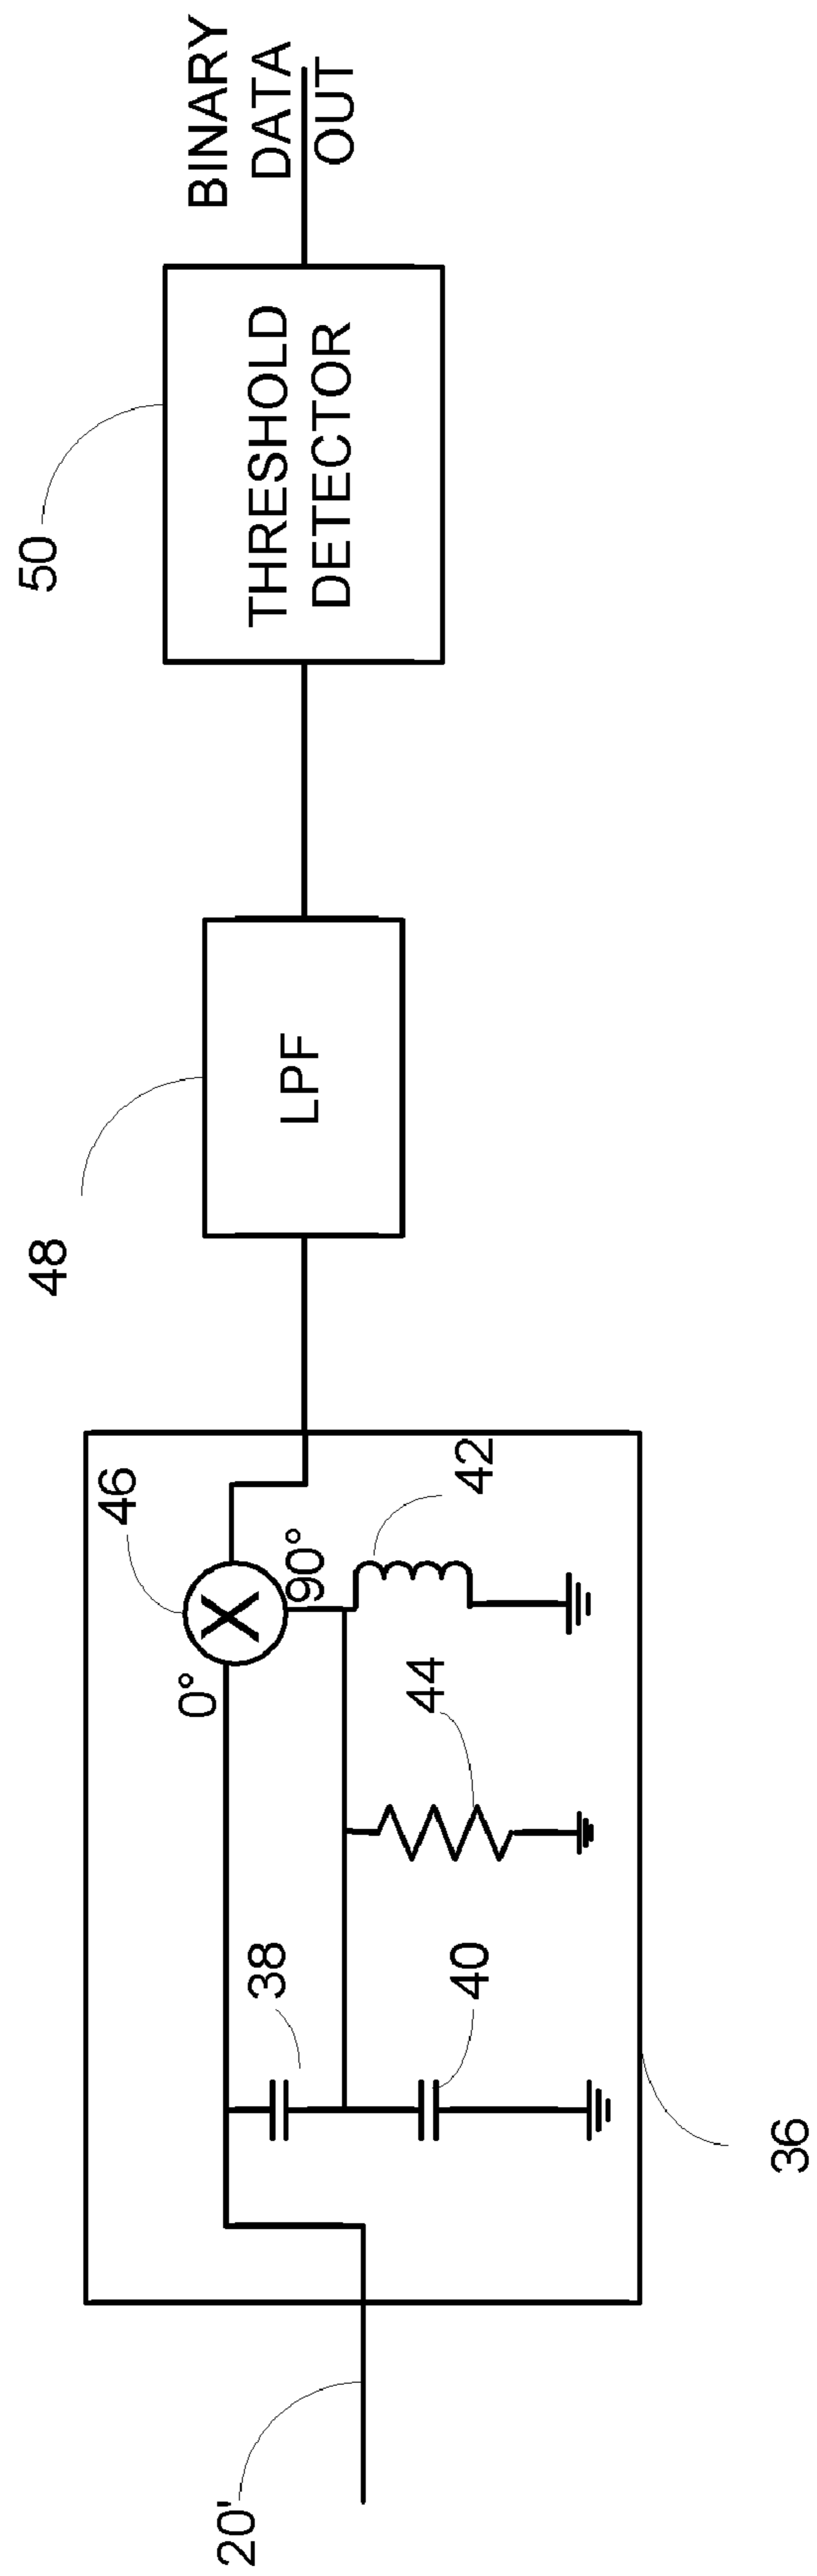 20'
36
38
40
44
0°
46
90°
42
X
48
LPF
50
THRESHOLD
DETECTOR
BINARY
DATA
OUT